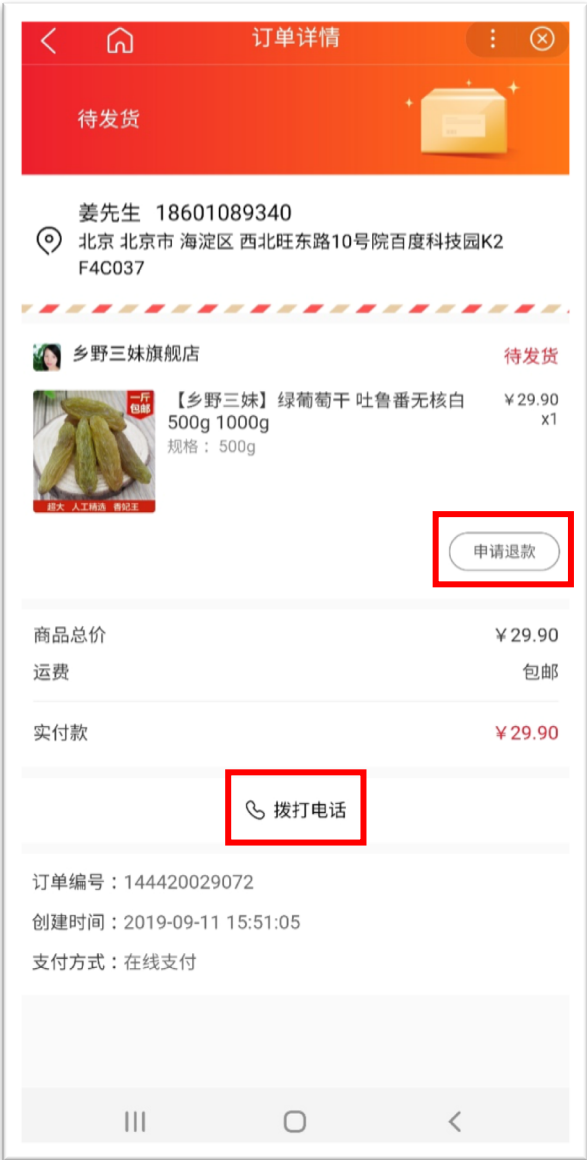 订单详情
待发货
姜先生 18601089340
北京 北京市 海淀区 西北旺东路10号院百度科技园K2
F4C037
乡野三妹旗舰店
待发货
一斤
包邮
超大 人工精选 香妃王
【乡野三妹】绿葡萄干 吐鲁番无核白
500g 1000g
规格： 500g
￥29.90
x1
申请退款
商品总价 ￥29.90
运费 包邮
实付款 ￥29.90
拨打电话
订单编号：144420029072
创建时间：2019-09-11 15:51:05
支付方式：在线支付